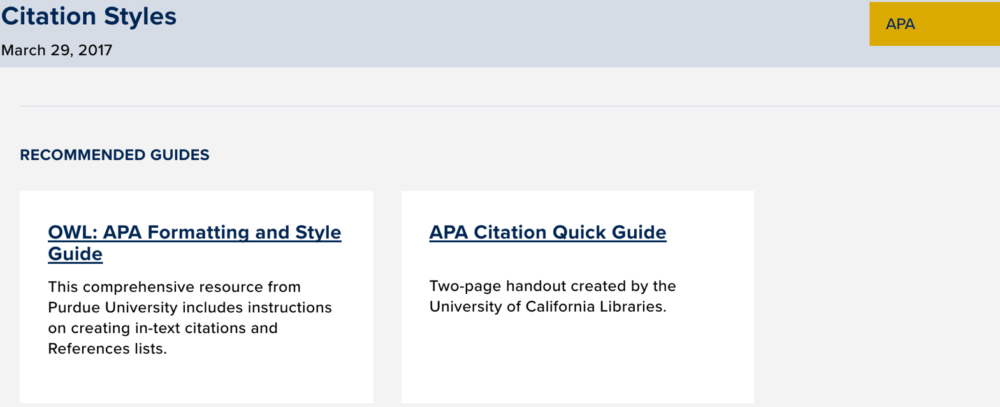 Citation Styles
March 29, 2017
APA
RECOMMENDED GUIDES
OWL: APA Formatting and Style
Guide
This comprehensive resource from
Purdue University includes instructions
on creating in-text citations and
References lists.
APA Citation Quick Guide
Two-page handout created by the
University of California Libraries.